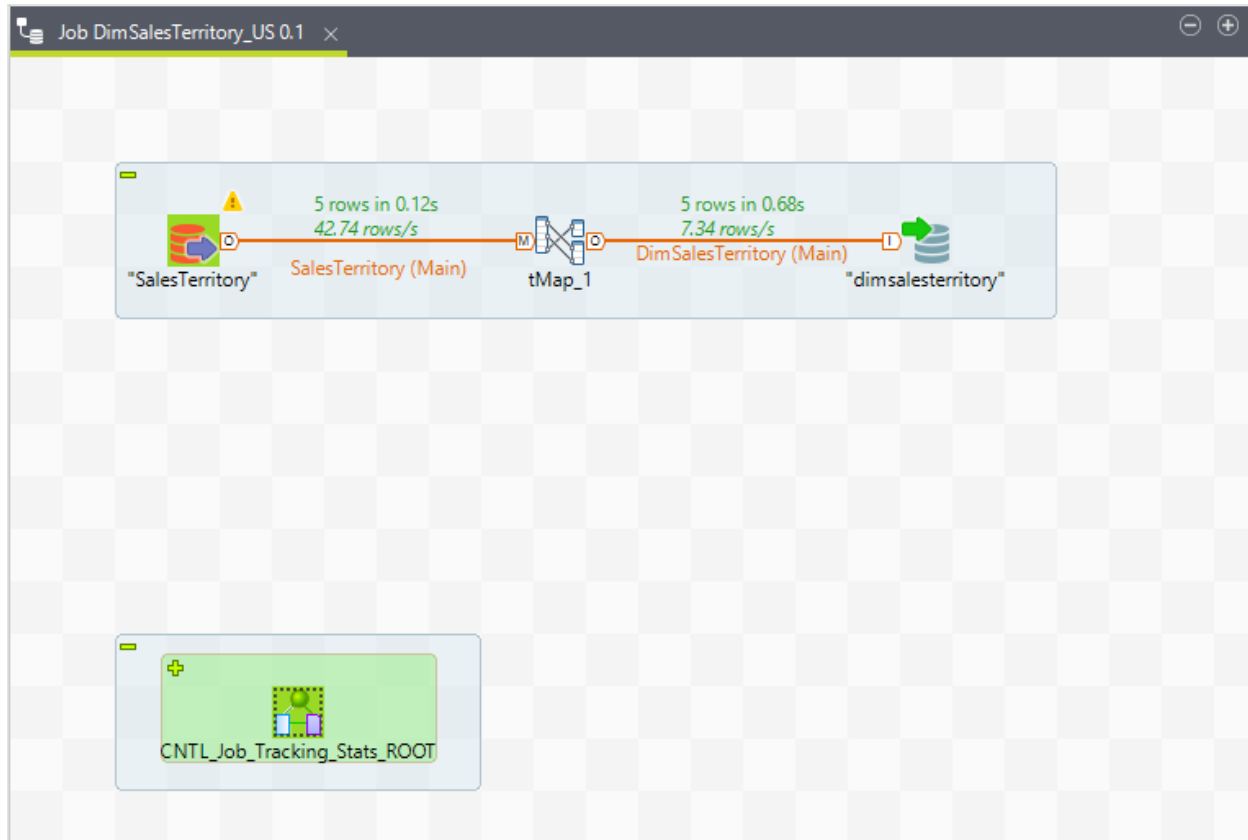 Job DimSalesTerritory_US 0.1
5 rows in 0.12s
42.74 rows/s
SalesTerritory (Main)
5 rows in 0.68s
7.34 rows/s
DimSalesTerritory (Main)
O
M
O
I
"SalesTerritory"
tMap_1
"dimsalesterritory"
CNTL_Job_Tracking_Stats_ROOT